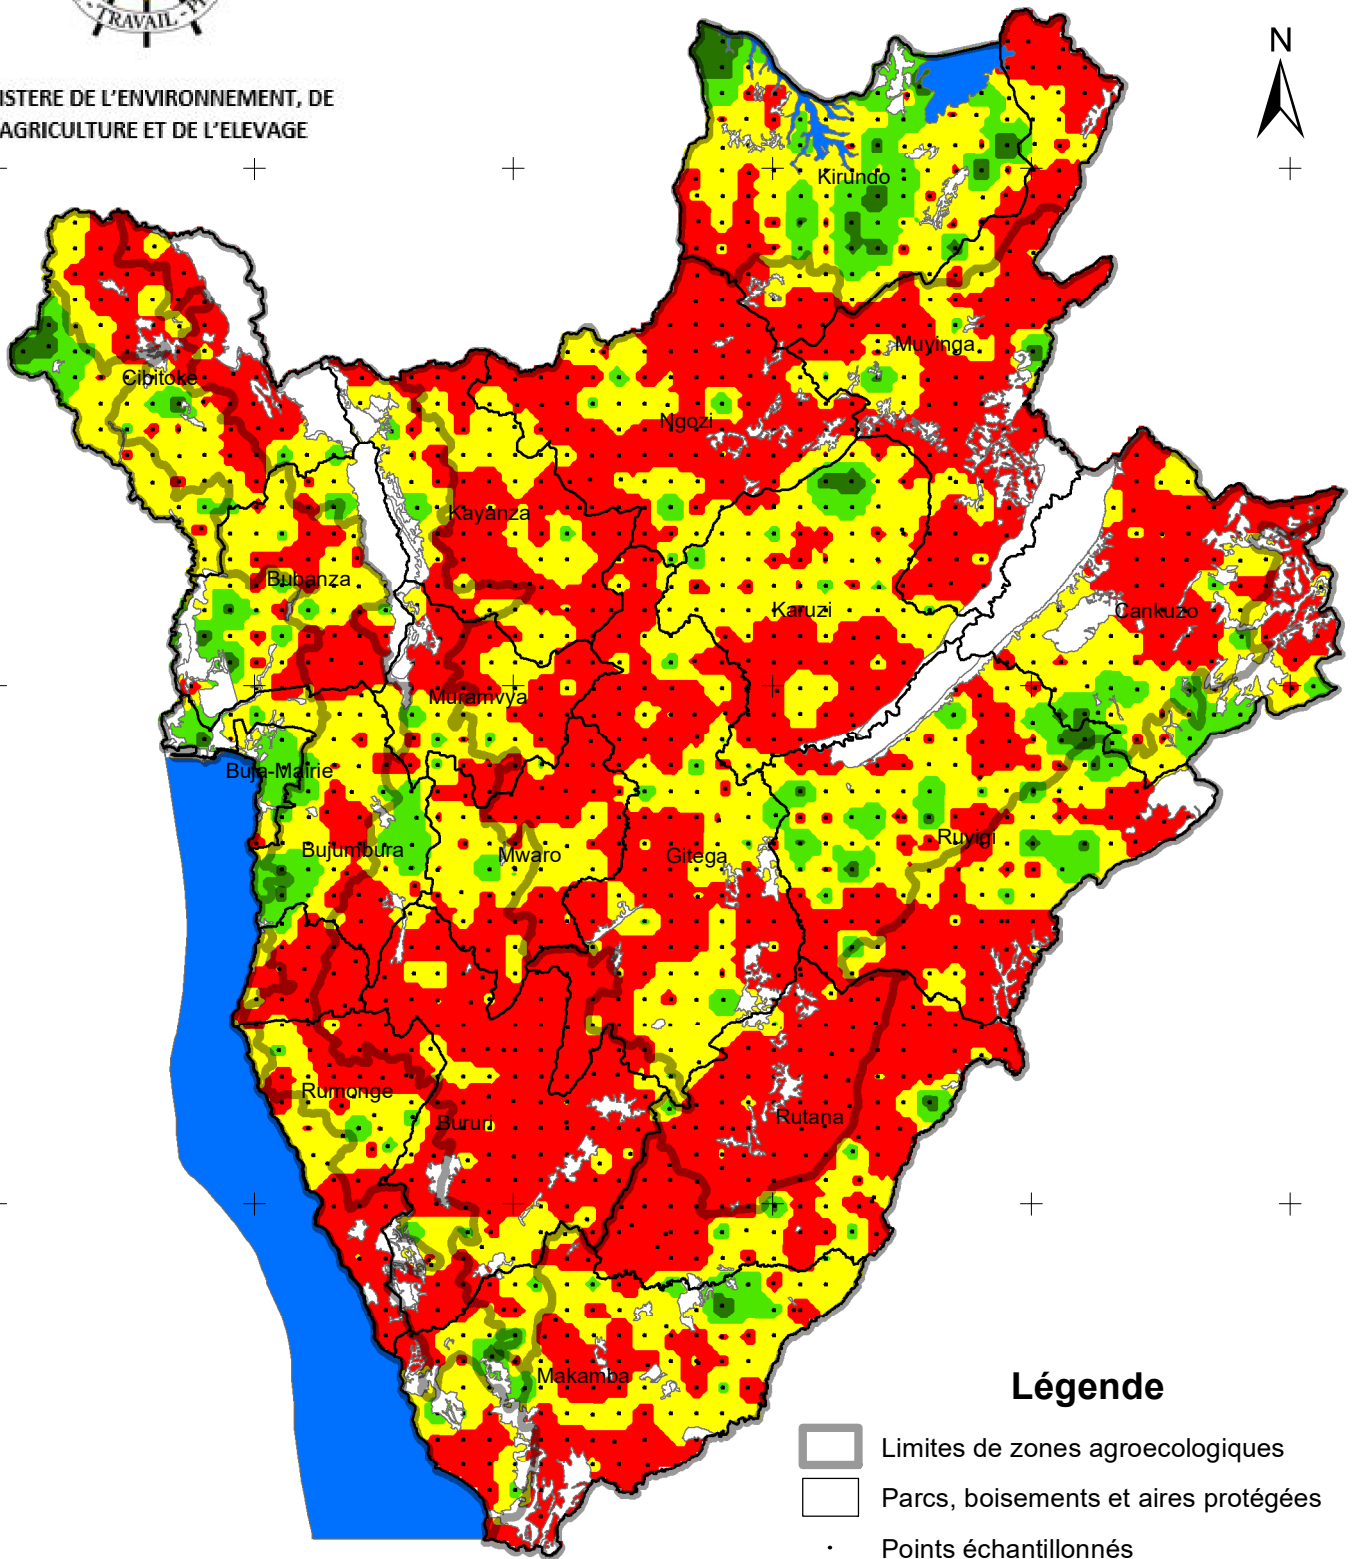 TRAVAIL
ISTERE DE L'ENVIRONNEMENT, DE
AGRICULTURE ET DE L'ELEVAGE
N
Kirundo
Muyinga
Cibitoke
Ngozi
Kayanza
Bubanza
Karuzi
Cankuzo
Muramvya
Buja-Mairie
Ruyigi
Bujumbura
Mwaro
Gitega
Rumonge
Bururi
Rutana
Makamba
Légende
Limites de zones agroecologiques
Parcs, boisements et aires protégées
Points échantillonnés